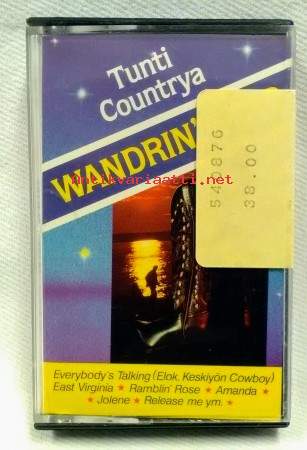 Tunti
Countrya
WANDRIN'
549876
38.00
Antikvariaatti.net
Everybody's Talking (Elok. Keskiyön Cowboy)
East Virginia ★ Ramblin' Rose ★ Amanda ★
★ Jolene ★ Release me ym. ★